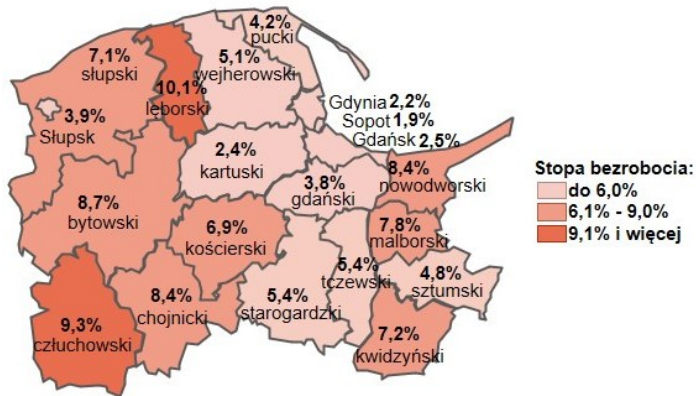 4,2%
pucki
7,1%
słupski
5,1%
wejherowski
10,1%
lęborski
3,9%
Słupsk
Gdynia 2,2%
Sopot 1,9%
Gdańsk 2,5%
2,4%
kartuski
3,8%
gdański
8,4%
nowodworski
8,7%
bytowski
6,9%
kościerski
7,8%
malborski
5,4%
tczewski
4,8%
sztumski
8,4%
chojnicki
5,4%
starogardzki
9,3%
człuchowski
7,2%
kwidzyński
Stopa bezrobocia:
do 6,0%
6,1% - 9,0%
9,1% i więcej